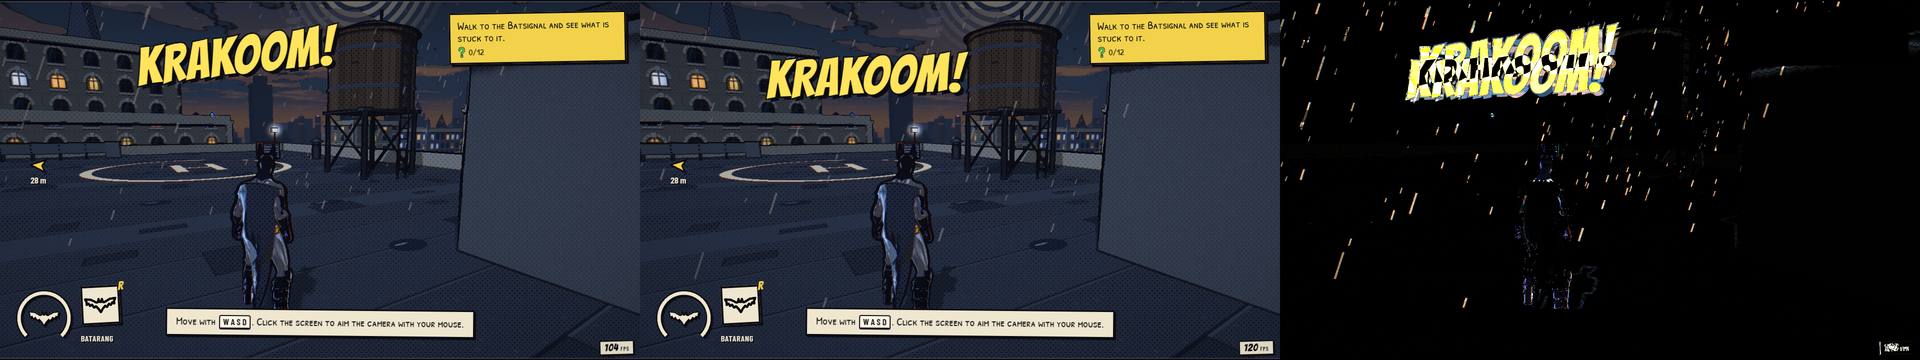 KRAKOOM!
WALK TO THE BATSIGNAL AND SEE WHAT IS
STUCK TO IT.
? 0/12
H
28 m
R
BATARANG
MOVE WITH WASD. CLICK THE SCREEN TO AIM THE CAMERA WITH YOUR MOUSE.
104 FPS
KRAKOOM!
WALK TO THE BATSIGNAL AND SEE WHAT IS
STUCK TO IT.
? 0/12
H
28 m
R
BATARANG
MOVE WITH WASD. CLICK THE SCREEN TO AIM THE CAMERA WITH YOUR MOUSE.
120 FPS
KRAKOOM!
KRAKOOM!